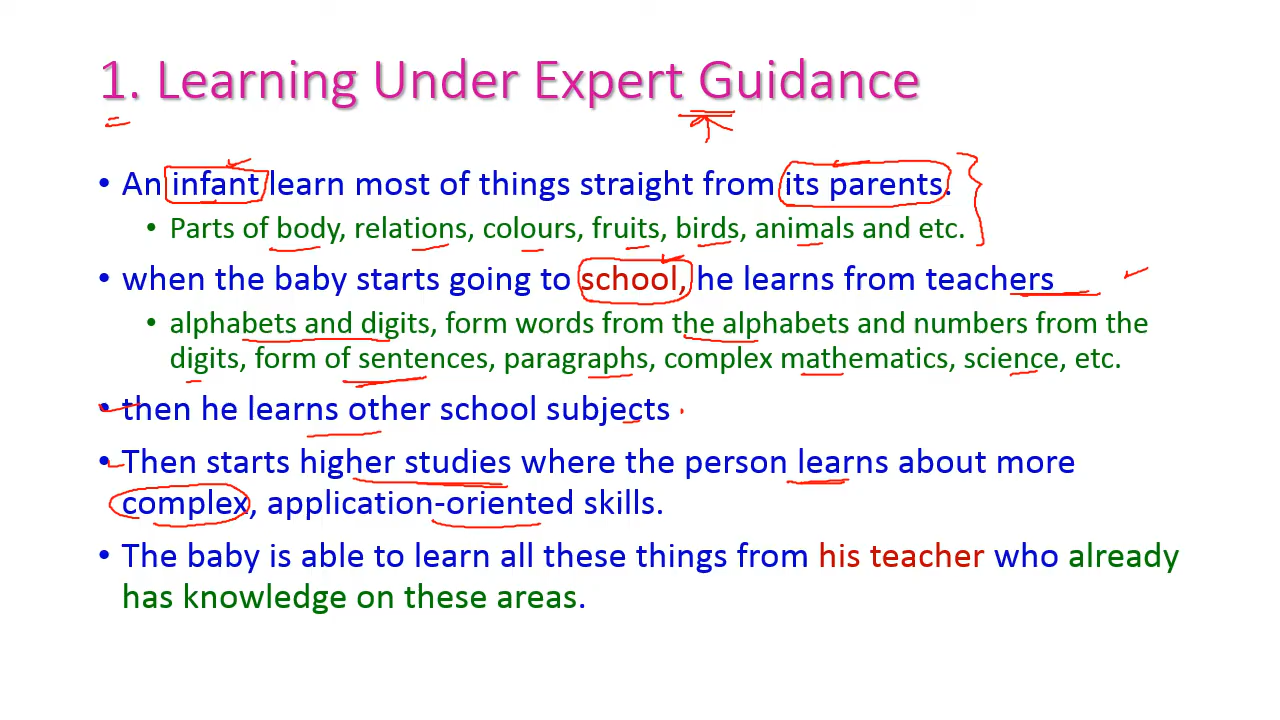 1. Learning Under Expert Guidance
• An infant learn most of things straight from its parents.
• Parts of body, relations, colours, fruits, birds, animals and etc.
• when the baby starts going to school, he learns from teachers
• alphabets and digits, form words from the alphabets and numbers from the
digits, form of sentences, paragraphs, complex mathematics, science, etc.
• then he learns other school subjects
• Then starts higher studies where the person learns about more
complex, application-oriented skills.
• The baby is able to learn all these things from his teacher who already
has knowledge on these areas.